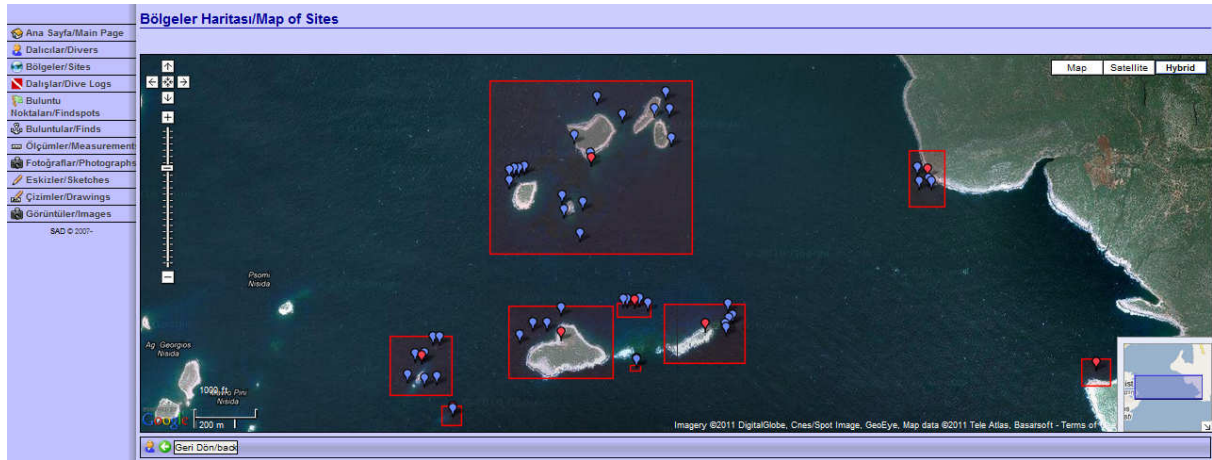 Bölgeler Haritası/Map of Sites
Ana Sayfa/Main Page
Dalıcılar/Divers
Bölgeler/Sites
Dalışlar/Dive Logs
Buluntu
Noktaları/Findspots
Buluntular/Finds
Ölçümler/Measurements
Fotoğraflar/Photographs
Eskizler/Sketches
Çizimler/Drawings
Görüntüler/Images
SAD © 2007-
Map Satellite Hybrid
Psomi
Nisida
Ag. Georgios
Nisida
1000 ft
Pini
Nisida
Google
200 m
Imagery ©2011 DigitalGlobe, Cnes/Spot Image, GeoEye, Map data ©2011 Tele Atlas, Basarsoft - Terms of
Geri Dön/back